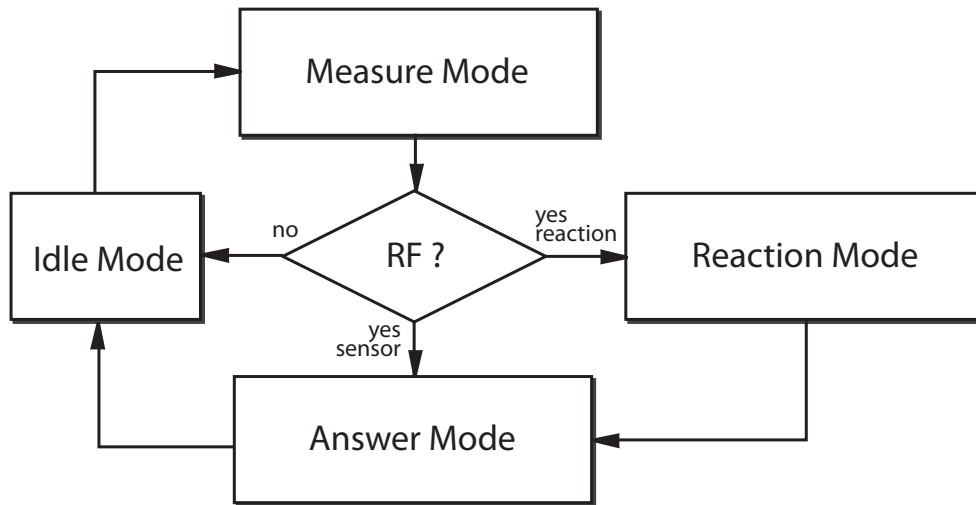 Measure Mode
no
yes
reaction
Idle Mode
RF ?
Reaction Mode
yes
sensor
Answer Mode